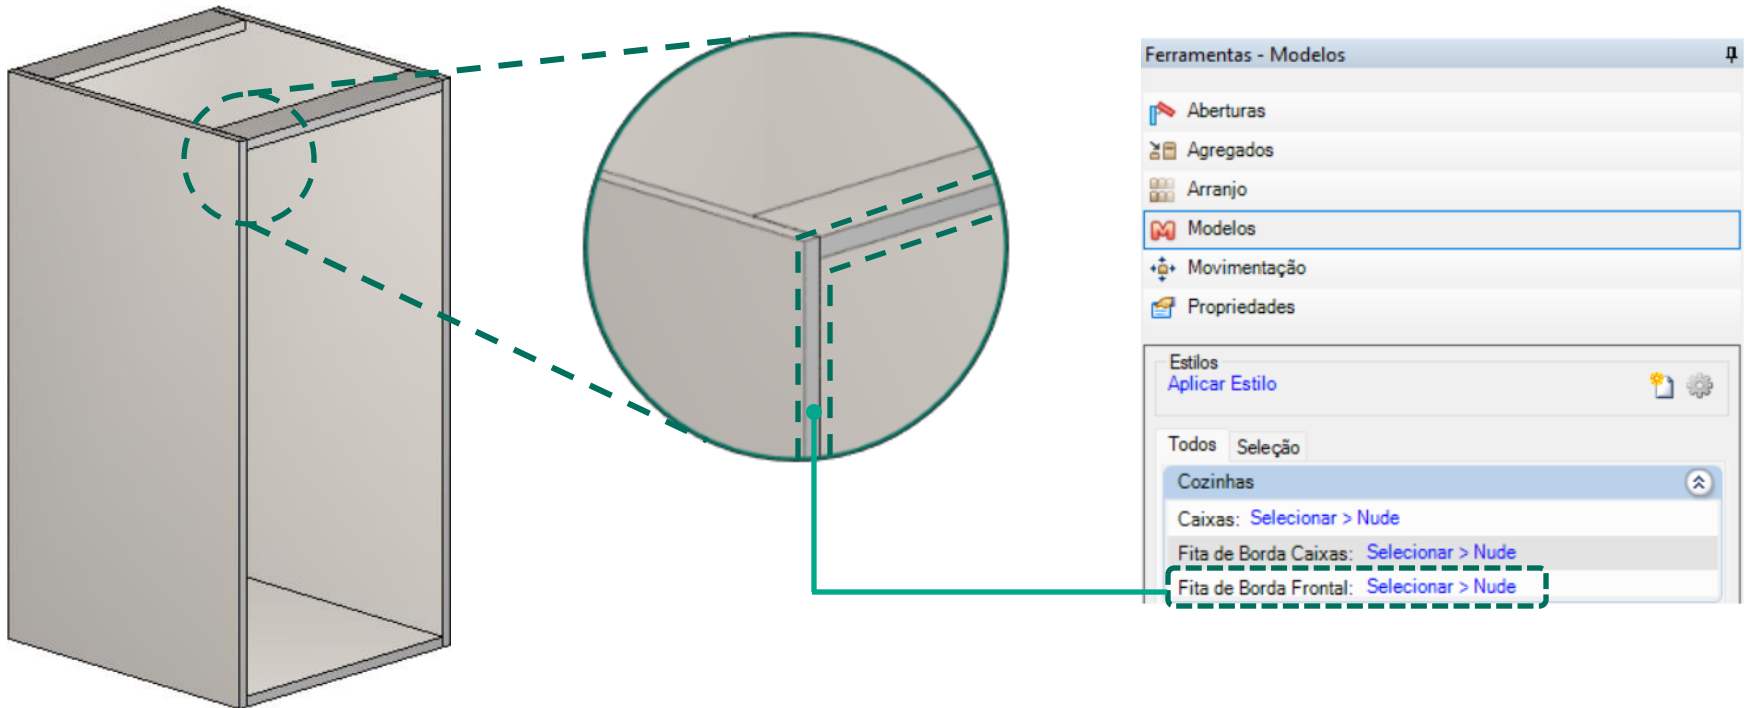 Ferramentas - Modelos
Aberturas
Agregados
Arranjo
Modelos
Movimentação
Propriedades
Estilos
Aplicar Estilo
Todos Seleção
Cozinhas
Caixas: Selecionar > Nude
Fita de Borda Caixas: Selecionar > Nude
Fita de Borda Frontal: Selecionar > Nude